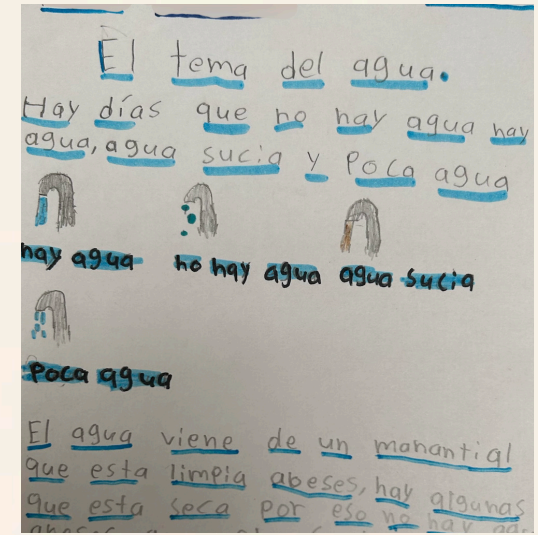 El tema del agua.
Hay días que no hay agua hay
agua, agua sucia y Poca agua
hay agua no hay agua agua sucia
Poca agua
El agua viene de un manantial
que esta limpia abeses, hay algunas
que esta seca por eso no hay